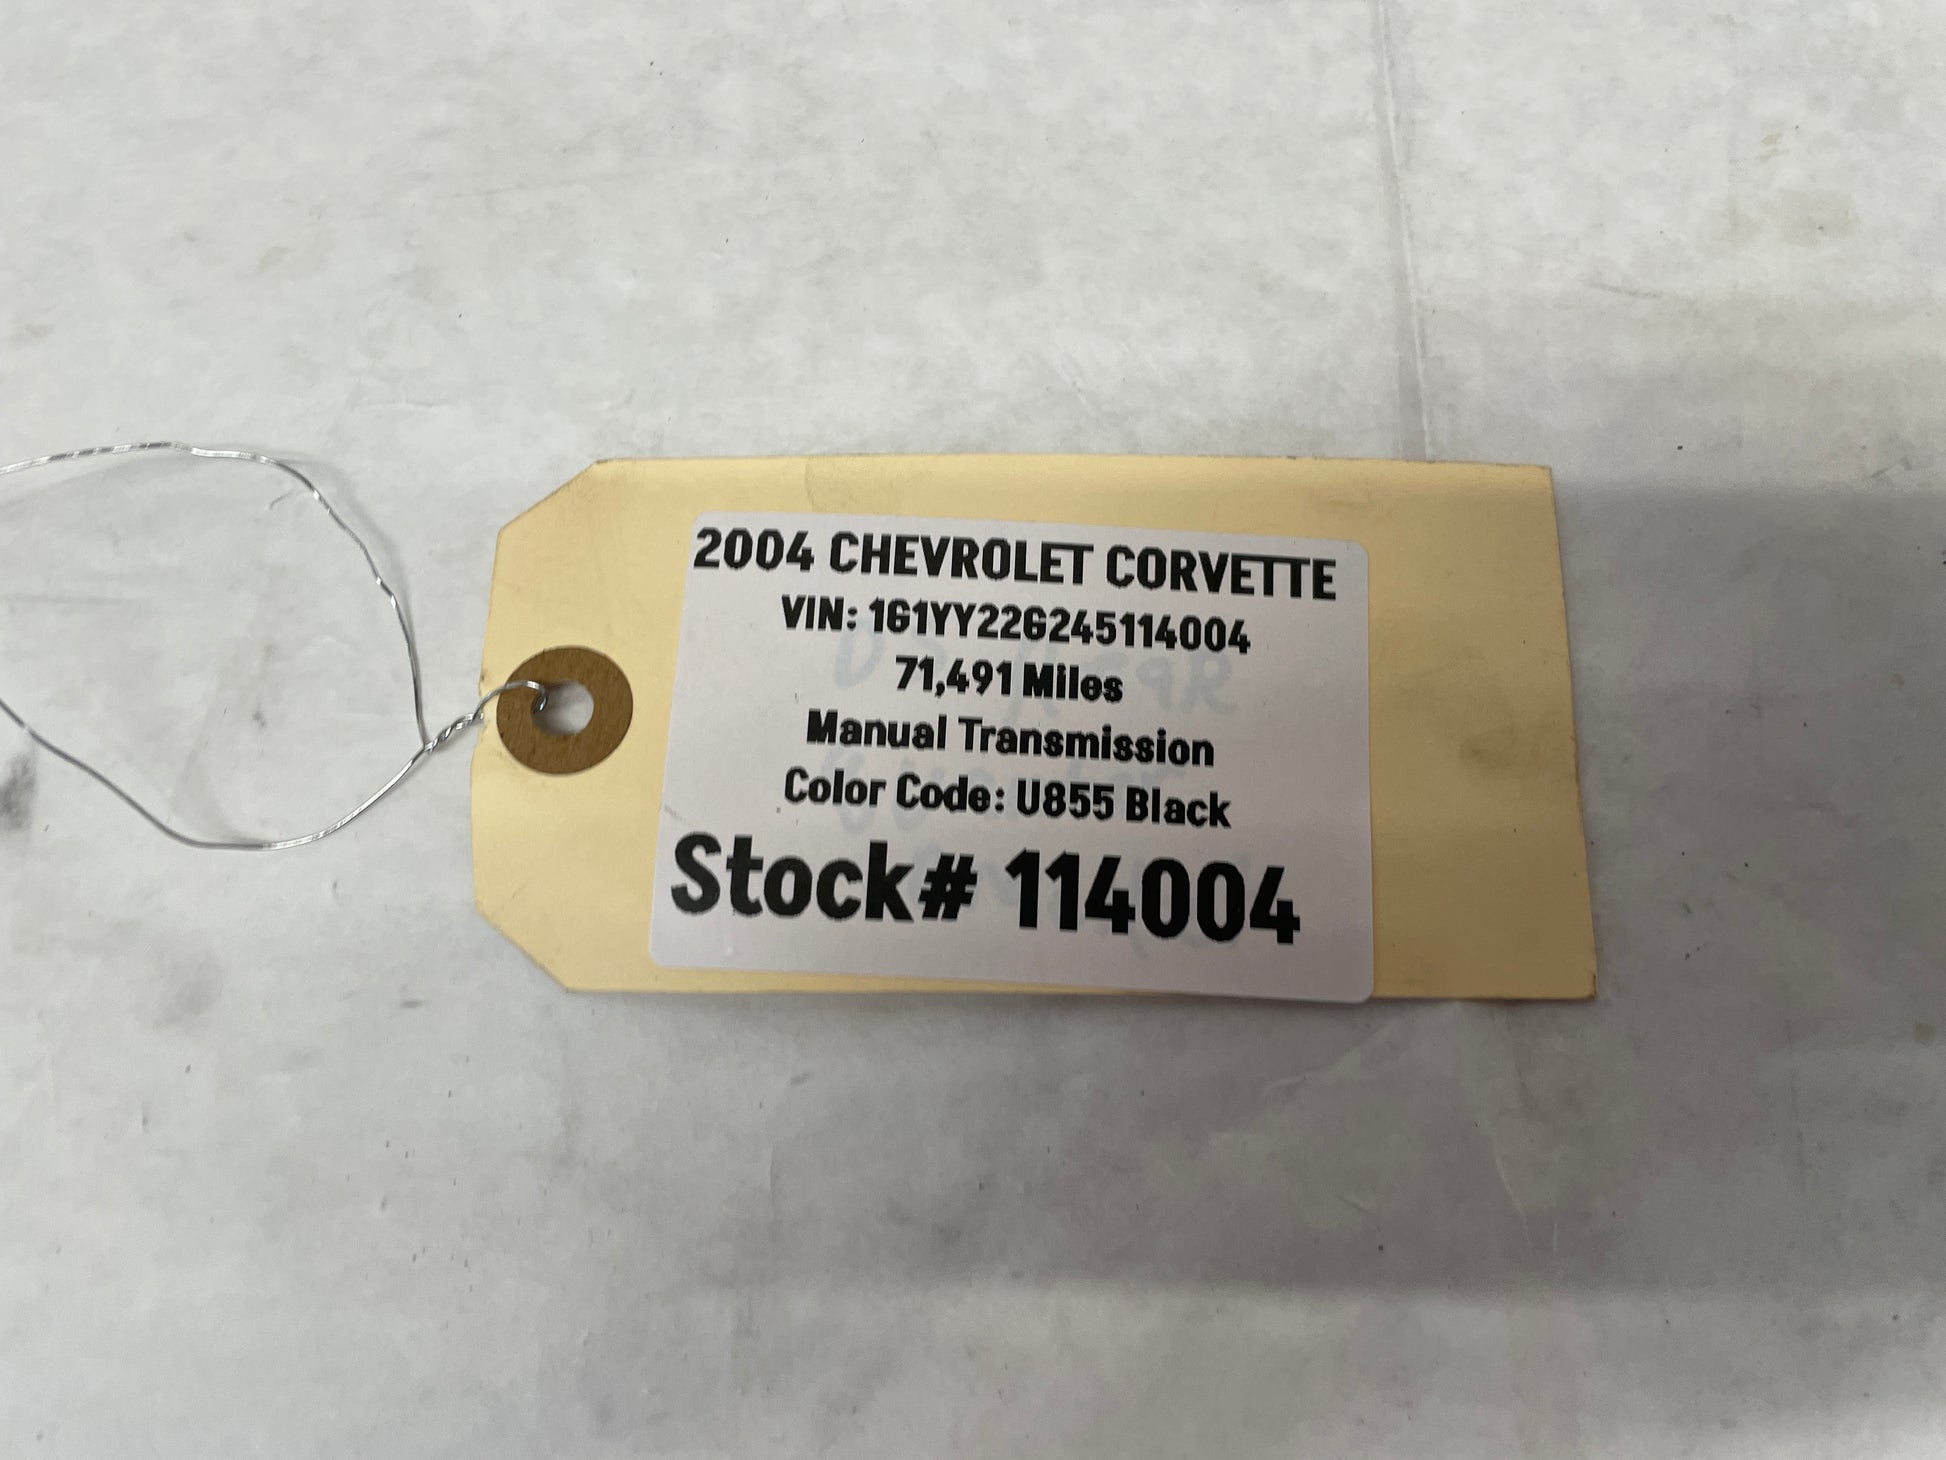 2004 CHEVROLET CORVETTE
VIN: 1G1YY22G245114004
71,491 Miles
Manual Transmission
Color Code: U855 Black
Stock# 114004